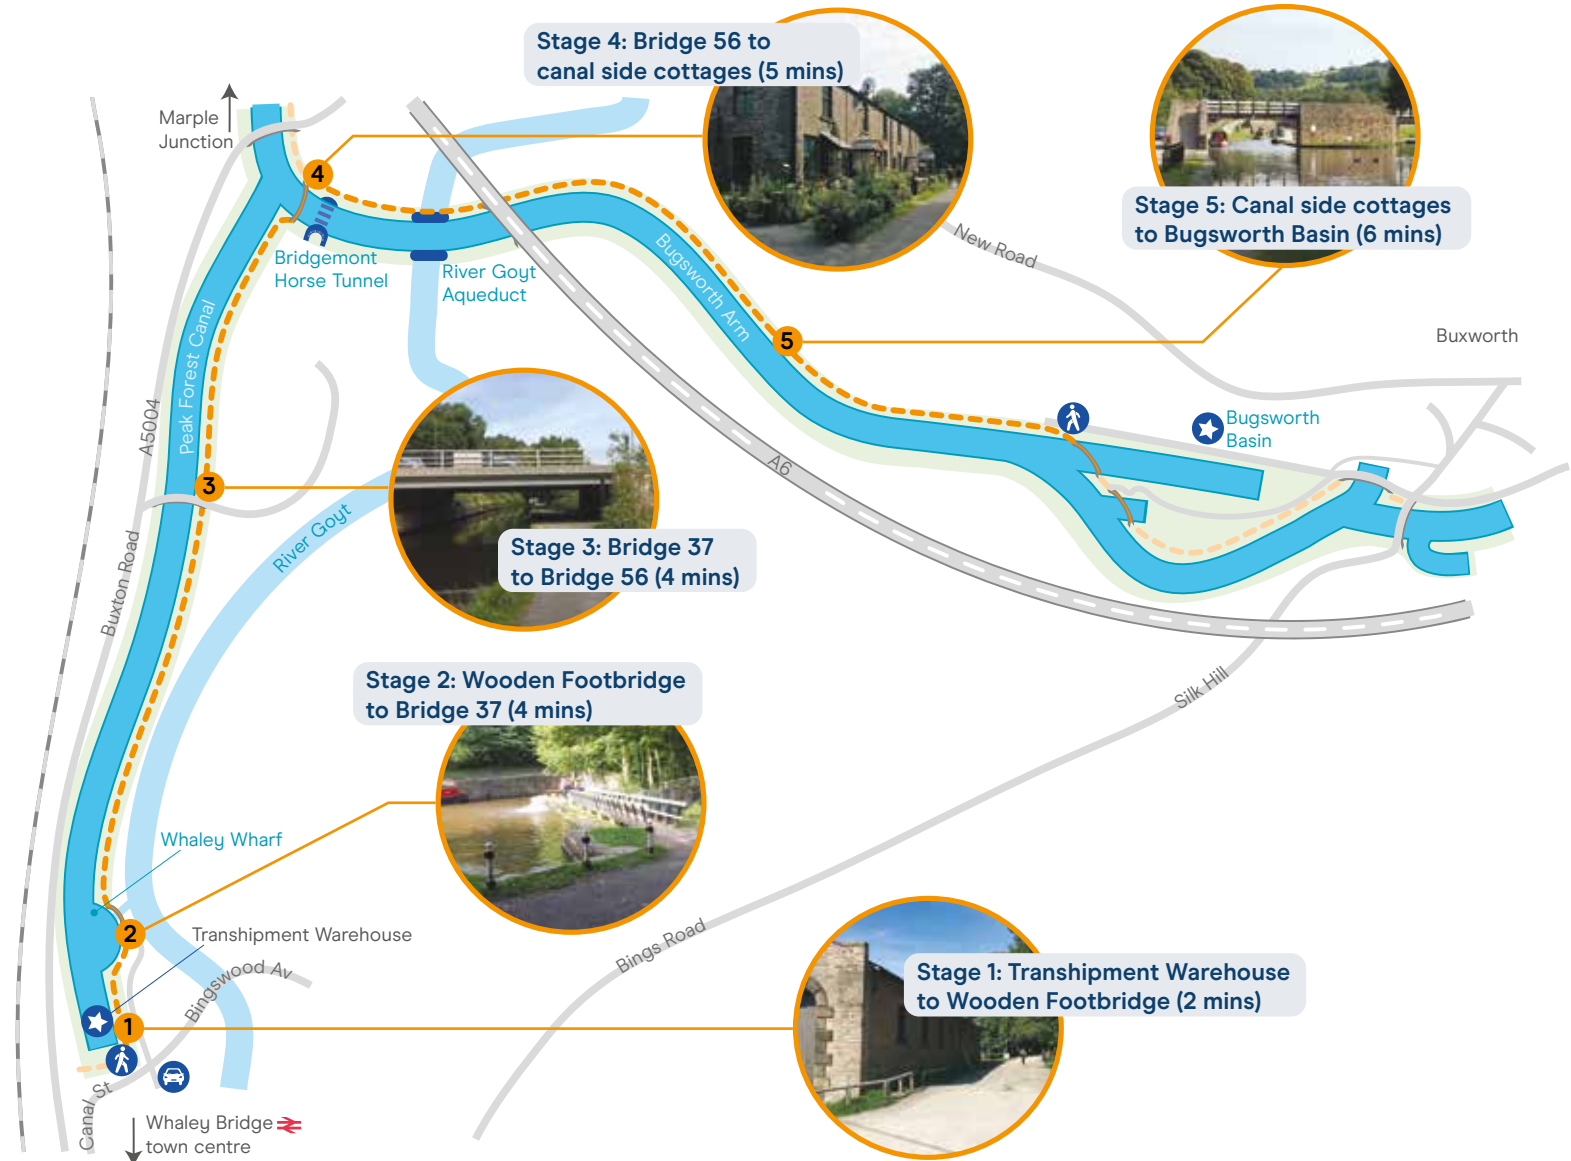 Stage 4: Bridge 56 to
canal side cottages (5 mins)
Marple
Junction
4
Stage 5: Canal side cottages
to Bugsworth Basin (6 mins)
New Road
Bridgemont
Horse Tunnel
River Goyt
Aqueduct
Bugsworth Arm
Peak Forest Canal
5
Buxworth
A5004
Bugsworth
Basin
A6
3
River Goyt
Stage 3: Bridge 37
to Bridge 56 (4 mins)
Buxton Road
Stage 2: Wooden Footbridge
to Bridge 37 (4 mins)
Silk Hill
Whaley Wharf
2
Transhipment Warehouse
Bings Road
Bingswood Av
Stage 1: Transhipment Warehouse
to Wooden Footbridge (2 mins)
1
Canal St
Whaley Bridge
town centre